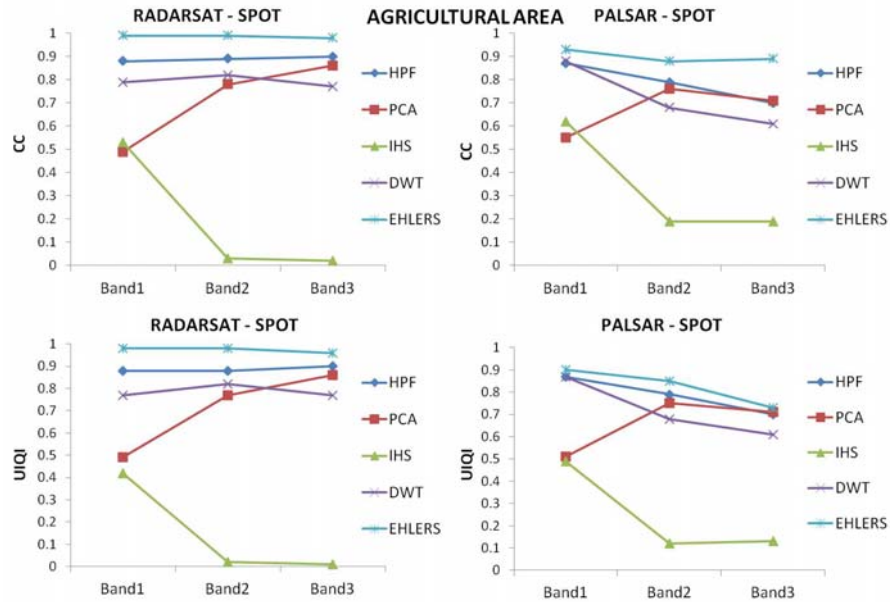 AGRICULTURAL AREA
RADARSAT - SPOT
CC
1
0.9
0.8
0.7
0.6
0.5
0.4
0.3
0.2
0.1
0
Band1 Band2 Band3
HPF
PCA
IHS
DWT
EHLERS
PALSAR - SPOT
CC
1
0.9
0.8
0.7
0.6
0.5
0.4
0.3
0.2
0.1
0
Band1 Band2 Band3
HPF
PCA
IHS
DWT
EHLERS
RADARSAT - SPOT
UIQI
1
0.9
0.8
0.7
0.6
0.5
0.4
0.3
0.2
0.1
0
Band1 Band2 Band3
HPF
PCA
IHS
DWT
EHLERS
PALSAR - SPOT
UIQI
1
0.9
0.8
0.7
0.6
0.5
0.4
0.3
0.2
0.1
0
Band1 Band2 Band3
HPF
PCA
IHS
DWT
EHLERS